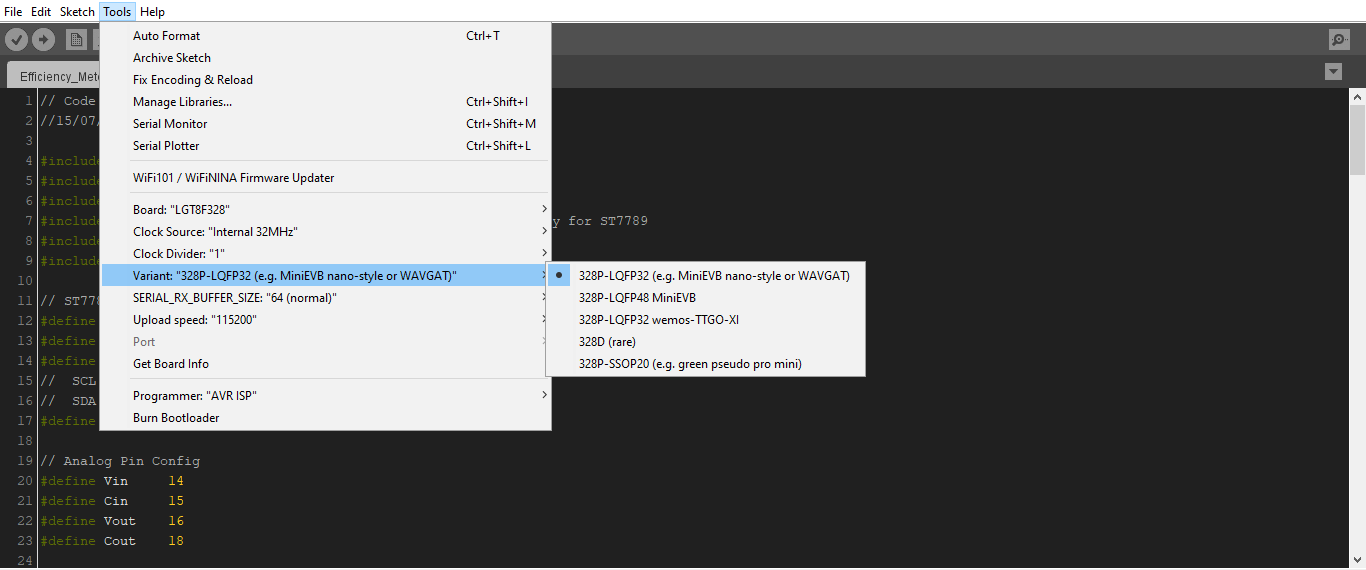 File Edit Sketch Tools Help
Auto Format Ctrl+T
Archive Sketch
Fix Encoding & Reload
Manage Libraries... Ctrl+Shift+I
Serial Monitor Ctrl+Shift+M
Serial Plotter Ctrl+Shift+L
WiFi101 / WiFiNINA Firmware Updater
Board: "LGT8F328"
Clock Source: "Internal 32MHz"
Clock Divider: "1"
Variant: "328P-LQFP32 (e.g. MiniEVB nano-style or WAVGAT)"
SERIAL_RX_BUFFER_SIZE: "64 (normal)"
Upload speed: "115200"
Port
Get Board Info
Programmer: "AVR ISP"
Burn Bootloader
328P-LQFP32 (e.g. MiniEVB nano-style or WAVGAT)
328P-LQFP48 MiniEVB
328P-LQFP32 wemos-TTGO-XI
328D (rare)
328P-SSOP20 (e.g. green pseudo pro mini)
Efficiency_Mete
1 // Code
2 //15/07/
3
4 #include
5 #include
6 #include
7 #include y for ST7789
8 #include
9 #include
10
11 // ST778
12 #define
13 #define
14 #define
15 // SCL
16 // SDA
17 #define
18
19 // Analog Pin Config
20 #define Vin 14
21 #define Cin 15
22 #define Vout 16
23 #define Cout 18
24